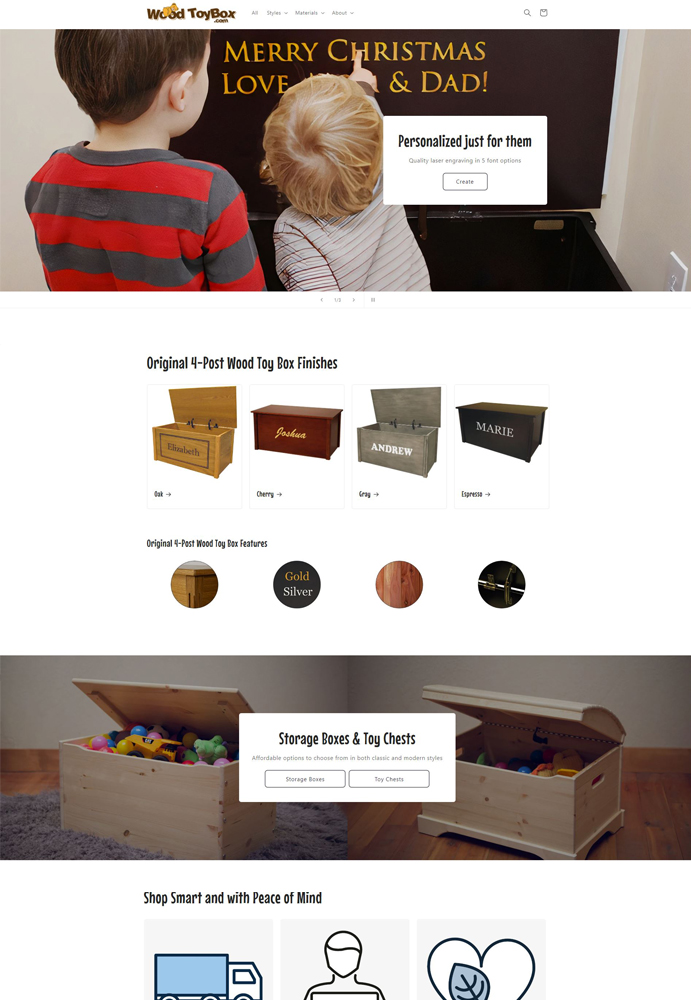 Wood ToyBox
.com
All
Styles
Materials
About
MERRY CHRISTMAS
LOVE, & DAD!
Personalized just for them
Quality laser engraving in 5 font options
Create
Original 4-Post Wood Toy Box Finishes
Elizabeth
Joshua
ANDREW
MARIE
Oak →
Cherry →
Gray →
Espresso →
Original 4-Post Wood Toy Box Features
Gold
Silver
Storage Boxes & Toy Chests
Affordable options to choose from in both classic and modern styles
Storage Boxes
Toy Chests
Shop Smart and with Peace of Mind